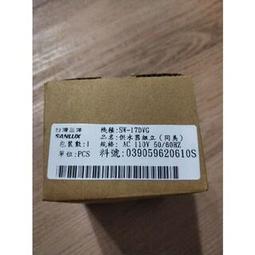 台灣三洋
SANLUX
包裝數:1
單位:PCS
機種:SW-17DVG
品名:供水器組立(同奧)
規格: AC 110V 50/60HZ
料號:039059620610S